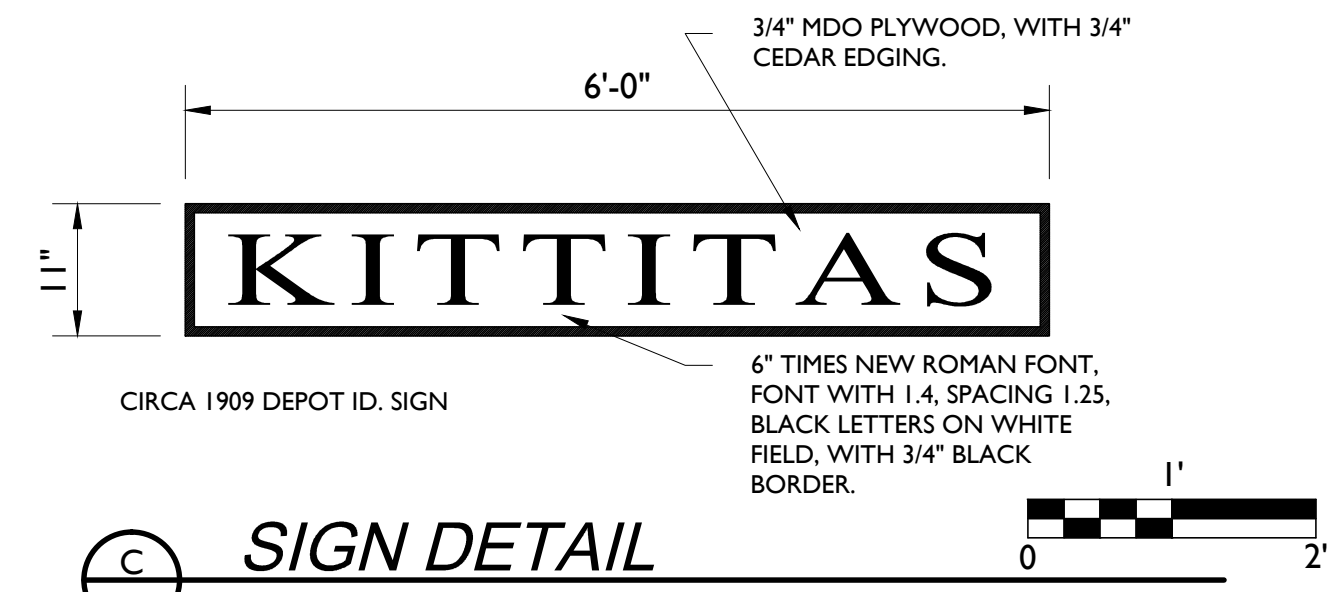 3/4" MDO PLYWOOD, WITH 3/4"
CEDAR EDGING.
6'-0"
11"
KITTITAS
CIRCA 1909 DEPOT ID. SIGN
6" TIMES NEW ROMAN FONT,
FONT WITH 1.4, SPACING 1.25,
BLACK LETTERS ON WHITE
FIELD, WITH 3/4" BLACK
BORDER.
1'
0
2'
C
SIGN DETAIL